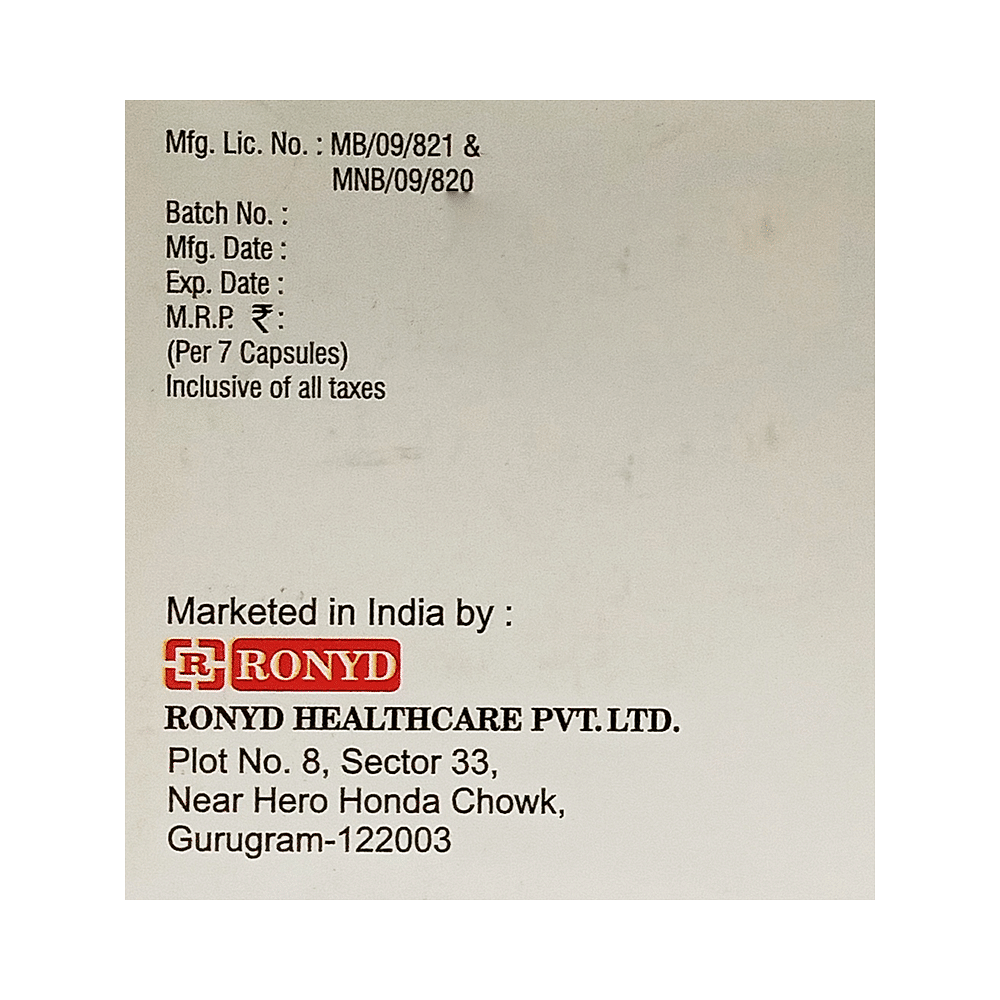 Mfg. Lic. No. : MB/09/821 &
MNB/09/820
Batch No. :
Mfg. Date :
Exp. Date :
M.R.P. ₹ :
(Per 7 Capsules)
Inclusive of all taxes
Marketed in India by :
R RONYD
RONYD HEALTHCARE PVT. LTD.
Plot No. 8, Sector 33,
Near Hero Honda Chowk,
Gurugram-122003